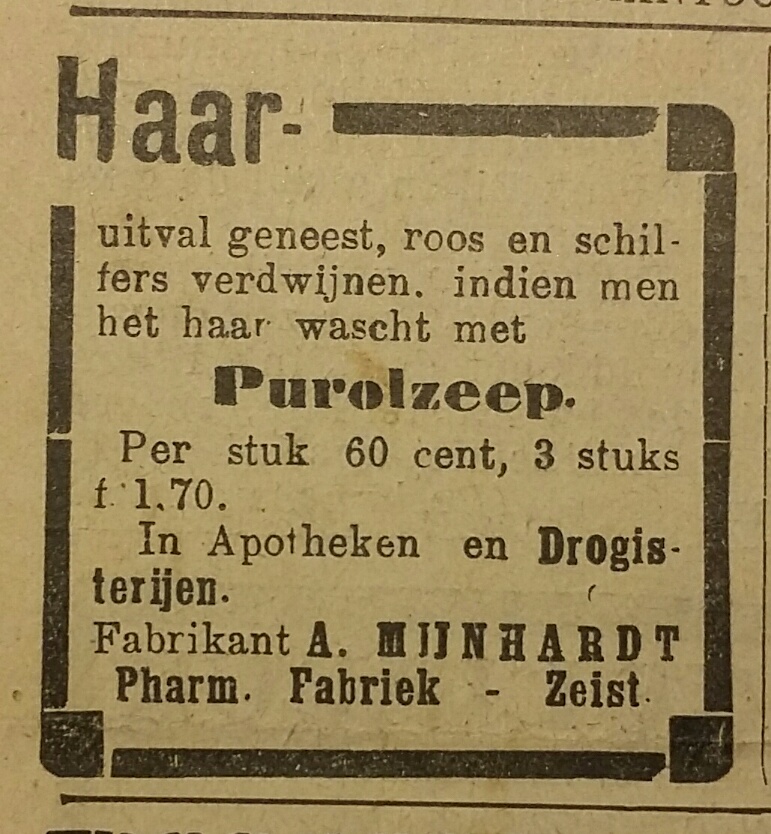 Haar-
uitval geneest, roos en schil-
fers verdwijnen. indien men
het haar wascht met
Purolzeep.
Per stuk 60 cent, 3 stuks
f 1.70.
In Apotheken en Drogis-
terijen.
Fabrikant A. MIJNHARDT
Pharm. Fabriek - Zeist.